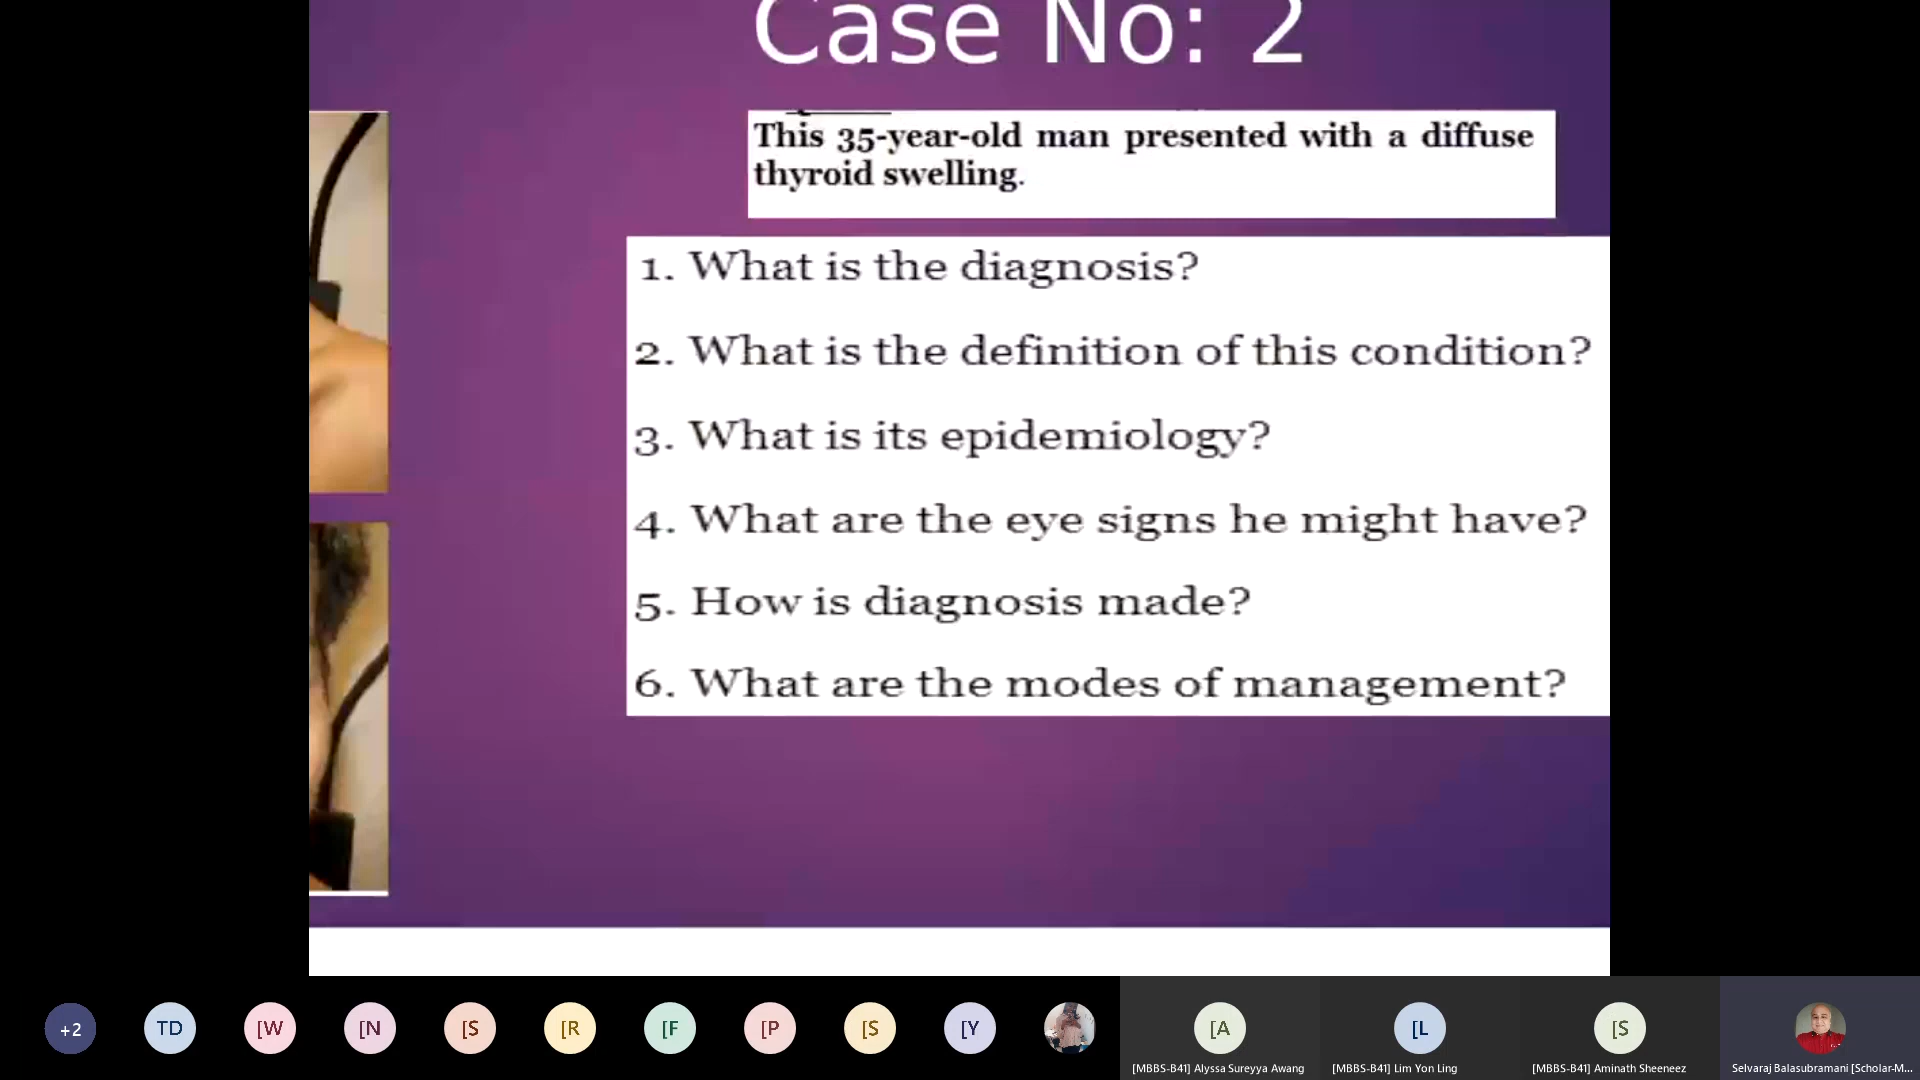 Case No: 2
This 35-year-old man presented with a diffuse
thyroid swelling.
1. What is the diagnosis?
2. What is the definition of this condition?
3. What is its epidemiology?
4. What are the eye signs he might have?
5. How is diagnosis made?
6. What are the modes of management?
+2
TD
[W
[N
[S
[R
[F
[P
[S
[Y
[A
[L
[S
[MBBS-B41] Alyssa Sureyya Awang
[MBBS-B41] Lim Yon Ling
[MBBS-B41] Aminath Sheeneez
Selvaraj Balasubramani [Scholar-M...